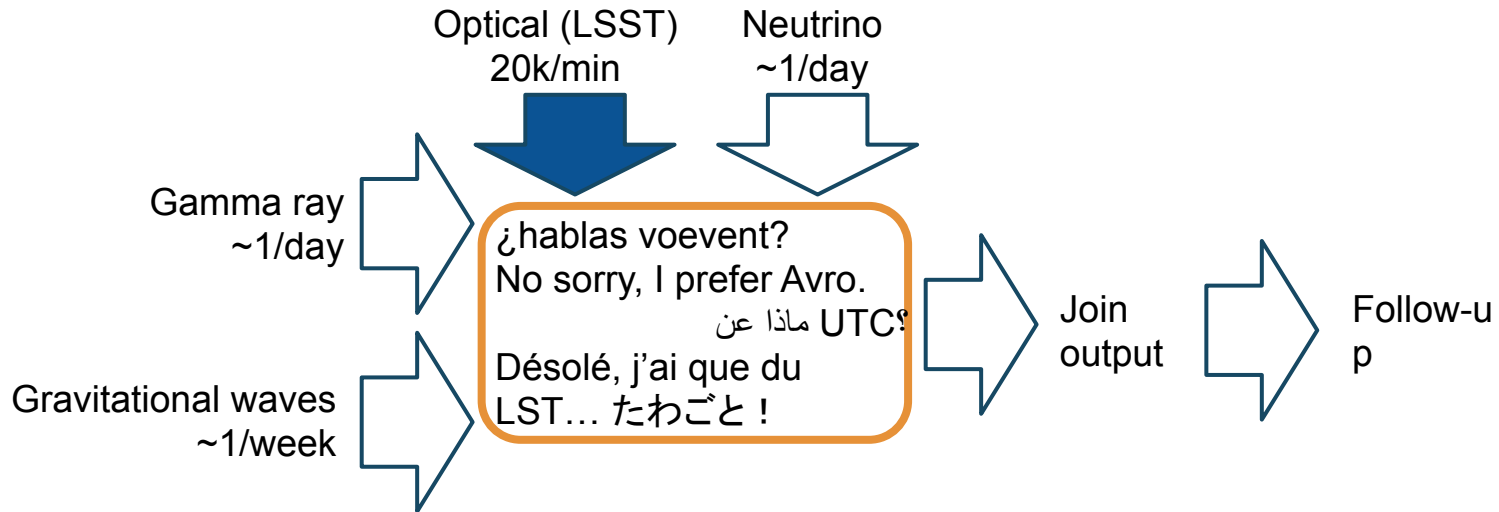 Optical (LSST)
20k/min
Neutrino
~1/day
Gamma ray
~1/day
Gravitational waves
~1/week
¿hablas voevent?
No sorry, I prefer Avro.
ماذا عن UTC؟
Désolé, j’ai que du
LST… たわごと !
Join
output
Follow-u
p